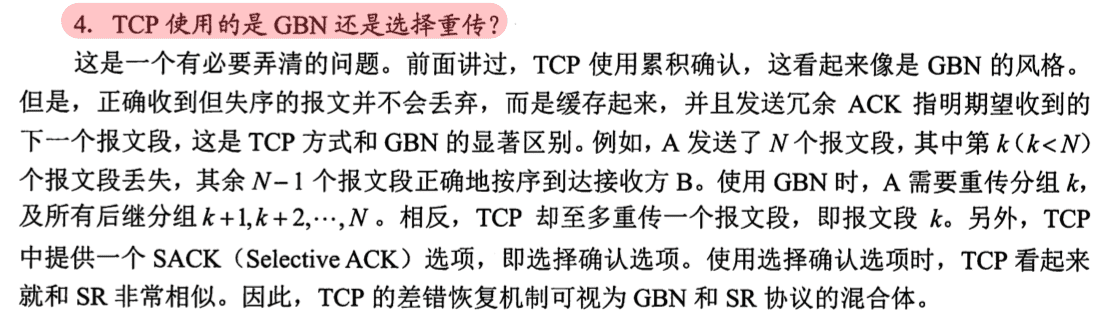 4. TCP 使用的是 GBN 还是选择重传?
这是一个有必要弄清的问题。前面讲过，TCP 使用累积确认，这看起来像是 GBN 的风格。
但是，正确收到但失序的报文并不会丢弃，而是缓存起来，并且发送冗余 ACK 指明期望收到的
下一个报文段，这是 TCP 方式和 GBN 的显著区别。例如，A 发送了 N 个报文段，其中第 k（k<N）
个报文段丢失，其余 N−1 个报文段正确地按序到达接收方 B。使用 GBN 时，A 需要重传分组 k，
及所有后继分组 k+1,k+2,⋯,N 。相反，TCP 却至多重传一个报文段，即报文段 k。另外，TCP
中提供一个 SACK（Selective ACK）选项，即选择确认选项。使用选择确认选项时，TCP 看起来
就和 SR 非常相似。因此，TCP 的差错恢复机制可视为 GBN 和 SR 协议的混合体。